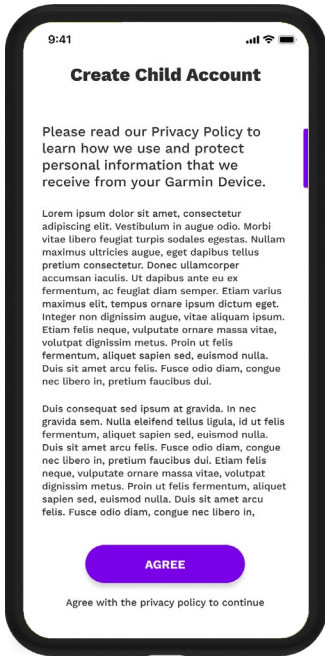 9:41
Create Child Account
Please read our Privacy Policy to
learn how we use and protect
personal information that we
receive from your Garmin Device.
Lorem ipsum dolor sit amet, consectetur
adipiscing elit. Vestibulum in augue odio. Morbi
vitae libero feugiat turpis sodales egestas. Nullam
maximus ultricies augue, eget dapibus tellus
pretium consectetur. Donec ullamcorper
accumsan iaculis. Ut dapibus ante eu ex
fermentum, ac feugiat diam semper. Etiam varius
maximus elit, tempus ornare ipsum dictum eget.
Integer non dignissim augue, vitae aliquam ipsum.
Etiam felis neque, vulputate ornare massa vitae,
volutpat dignissim metus. Proin ut felis
fermentum, aliquet sapien sed, euismod nulla.
Duis sit amet arcu felis. Fusce odio diam, congue
nec libero in, pretium faucibus dui.
Duis consequat sed ipsum at gravida. In nec
gravida sem. Nulla eleifend tellus ligula, id ut felis
fermentum, aliquet sapien sed, euismod nulla.
Duis sit amet arcu felis. Fusce odio diam, congue
nec libero in, pretium faucibus dui. Etiam felis
neque, vulputate ornare massa vitae, volutpat
dignissim metus. Proin ut felis fermentum, aliquet
sapien sed, euismod nulla. Duis sit amet arcu
felis. Fusce odio diam, congue nec libero in,
AGREE
Agree with the privacy policy to continue